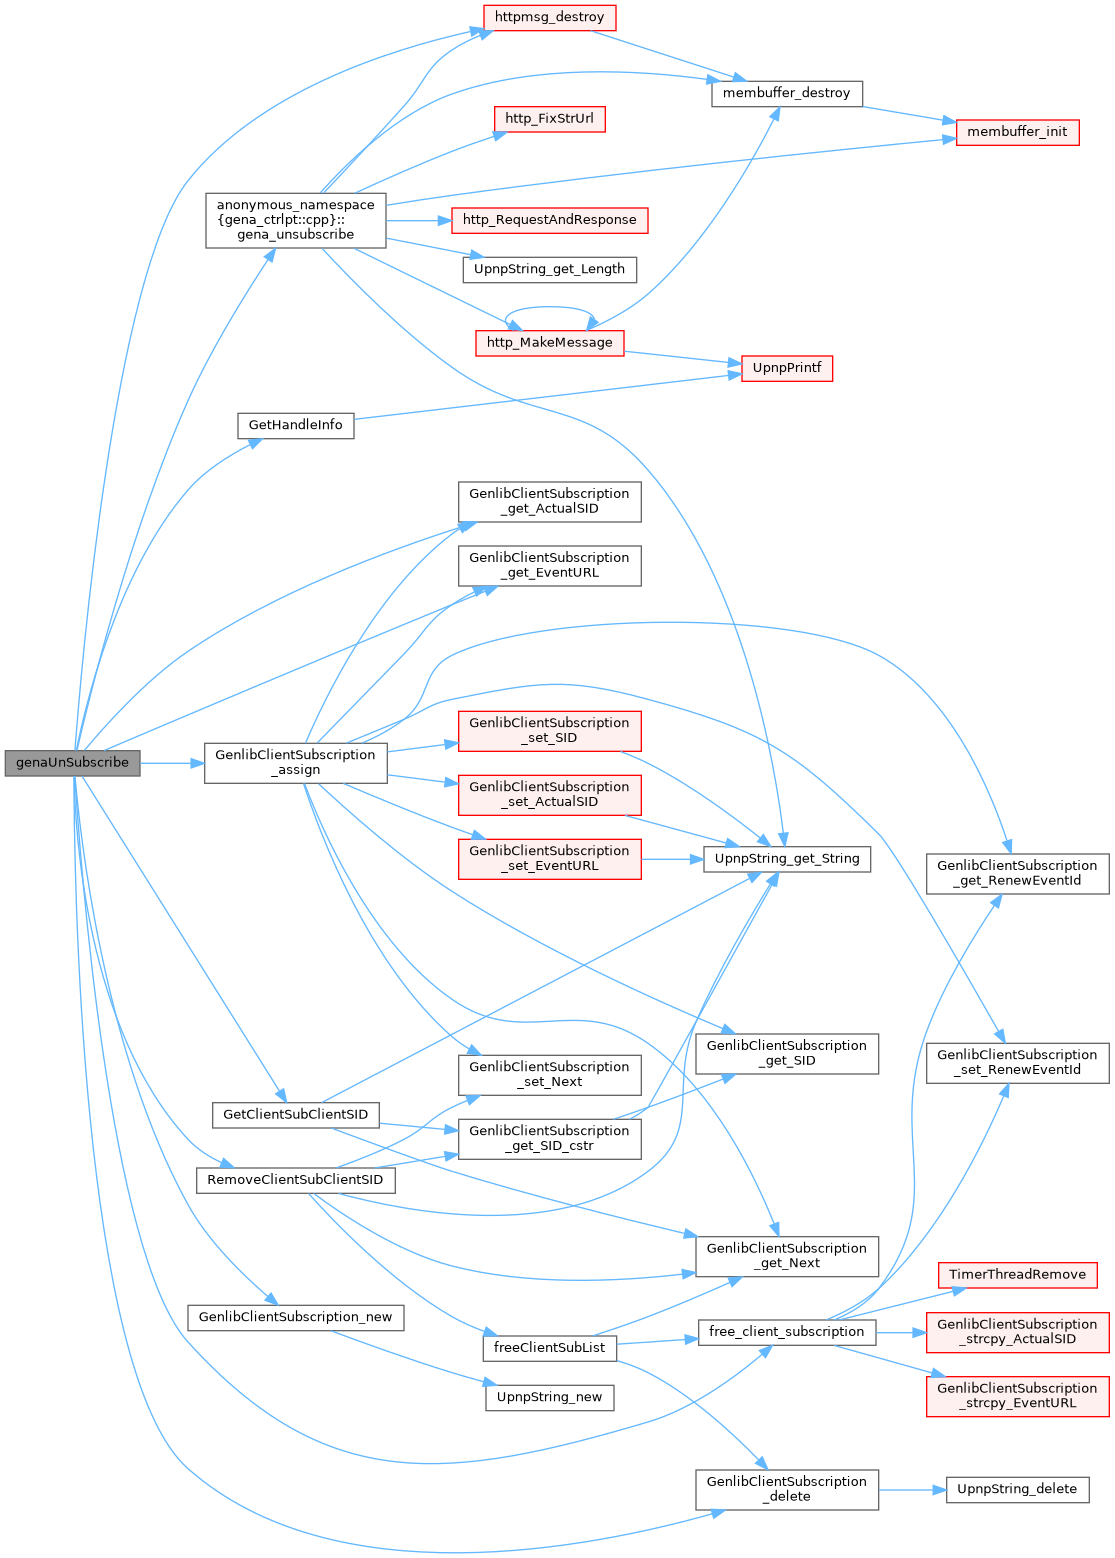 httpmsg_destroy
membuffer_destroy
http_FixStrUrl
membuffer_init
anonymous_namespace
{gena_ctrlpt::cpp}::
gena_unsubscribe
http_RequestAndResponse
UpnpString_get_Length
http_MakeMessage
UpnpPrintf
GetHandleInfo
GenlibClientSubscription
_get_ActualSID
GenlibClientSubscription
_get_EventURL
genaUnSubscribe
GenlibClientSubscription
_assign
GenlibClientSubscription
_set_SID
GenlibClientSubscription
_set_ActualSID
GenlibClientSubscription
_set_EventURL
UpnpString_get_String
GenlibClientSubscription
_get_RenewEventId
GenlibClientSubscription
_get_SID
GenlibClientSubscription
_set_RenewEventId
GenlibClientSubscription
_set_Next
GetClientSubClientSID
GenlibClientSubscription
_get_SID_cstr
RemoveClientSubClientSID
GenlibClientSubscription
_get_Next
TimerThreadRemove
GenlibClientSubscription_new
free_client_subscription
GenlibClientSubscription
_strcpy_ActualSID
freeClientSubList
UpnpString_new
GenlibClientSubscription
_strcpy_EventURL
GenlibClientSubscription
_delete
UpnpString_delete